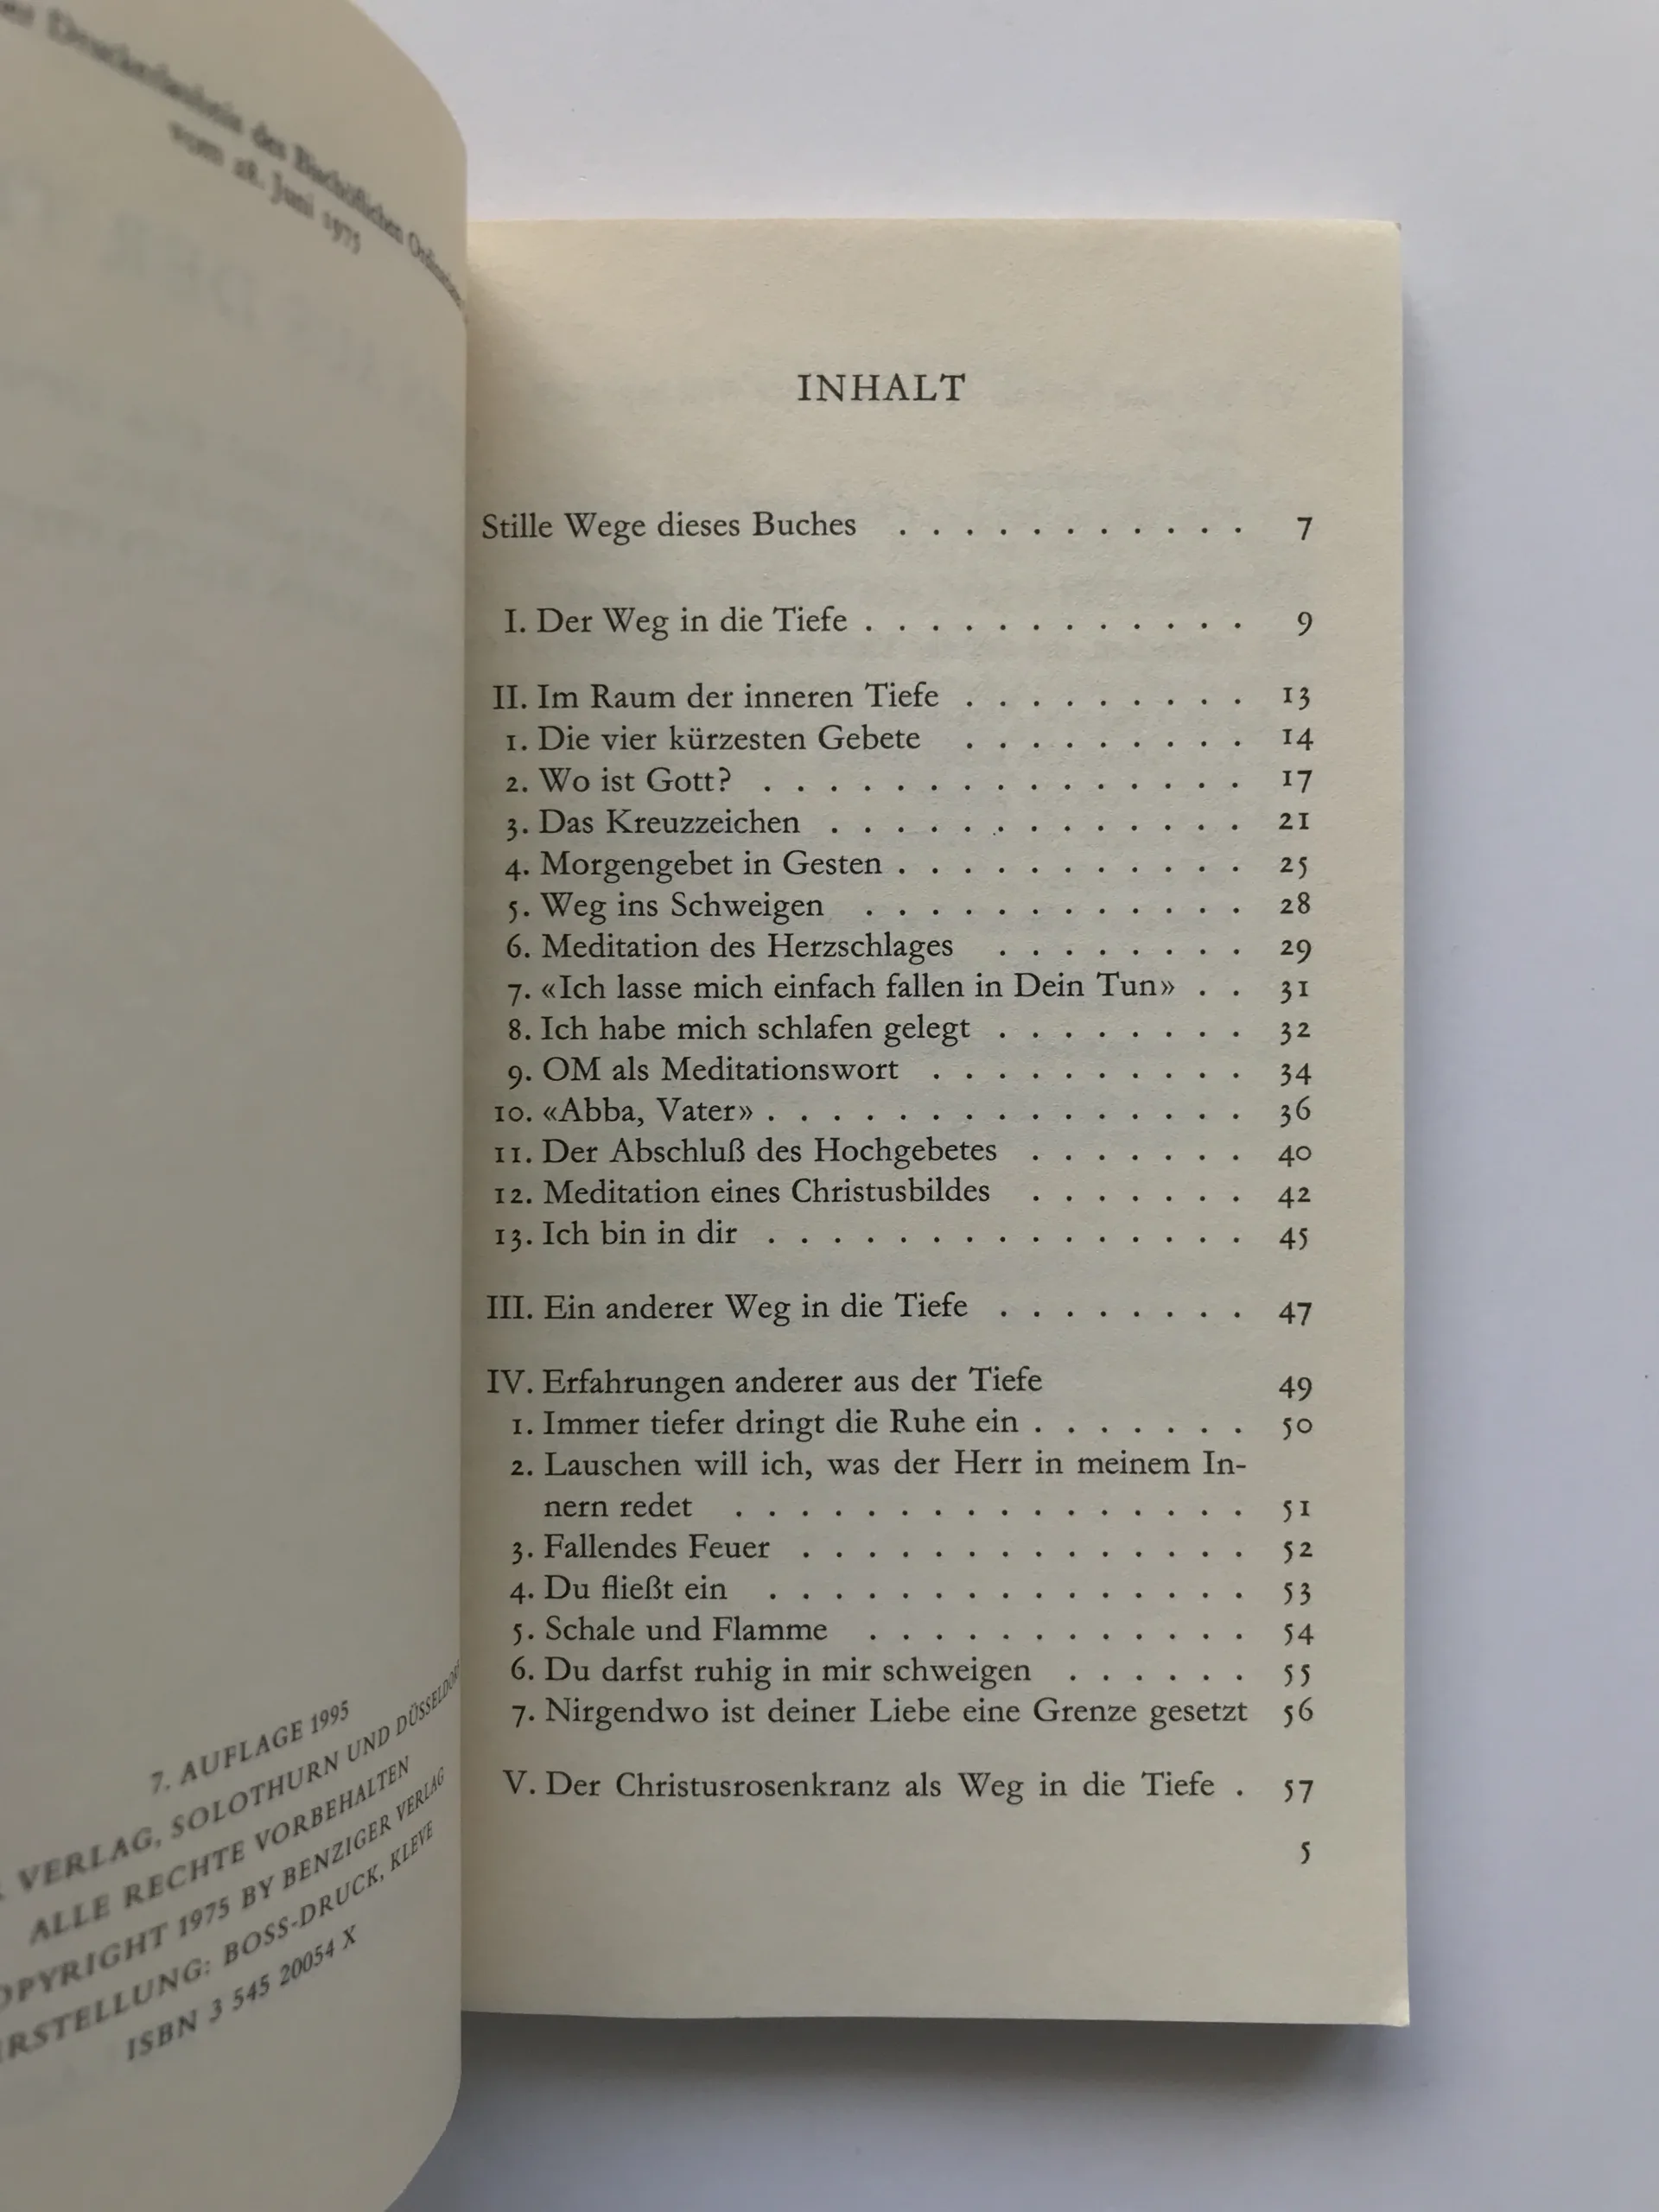 Druckerlaubnis des Bischöflichen
vom 28. Juni 1975
7. AUFLAGE 1995
VERLAG, SOLOTHURN UND DÜSSELDORF
ALLE RECHTE VORBEHALTEN
OPYRIGHT 1975 BY BENZIGER VERLAG
RSTELLUNG: BOSS-DRUCK, KLEVE
ISBN 3 545 20054 X
INHALT
Stille Wege dieses Buches . . . . . . . . . . . 7
I. Der Weg in die Tiefe . . . . . . . . . . . . 9
II. Im Raum der inneren Tiefe . . . . . . . . . 13
1. Die vier kürzesten Gebete . . . . . . . . . 14
2. Wo ist Gott? . . . . . . . . . . . . . . . 17
3. Das Kreuzzeichen . . . . . . . . . . . . . 21
4. Morgengebet in Gesten . . . . . . . . . . . 25
5. Weg ins Schweigen . . . . . . . . . . . . 28
6. Meditation des Herzschlages . . . . . . . . 29
7. «Ich lasse mich einfach fallen in Dein Tun» . . 31
8. Ich habe mich schlafen gelegt . . . . . . . . 32
9. OM als Meditationswort . . . . . . . . . . 34
10. «Abba, Vater» . . . . . . . . . . . . . . . 36
11. Der Abschluß des Hochgebetes . . . . . . . 40
12. Meditation eines Christusbildes . . . . . . . 42
13. Ich bin in dir . . . . . . . . . . . . . . . 45
III. Ein anderer Weg in die Tiefe . . . . . . . . 47
IV. Erfahrungen anderer aus der Tiefe 49
1. Immer tiefer dringt die Ruhe ein . . . . . . . 50
2. Lauschen will ich, was der Herr in meinem In-
nern redet . . . . . . . . . . . . . . . . 51
3. Fallendes Feuer . . . . . . . . . . . . . . 52
4. Du fließt ein . . . . . . . . . . . . . . . 53
5. Schale und Flamme . . . . . . . . . . . . 54
6. Du darfst ruhig in mir schweigen . . . . . . 55
7. Nirgendwo ist deiner Liebe eine Grenze gesetzt 56
V. Der Christusrosenkranz als Weg in die Tiefe . 57
5